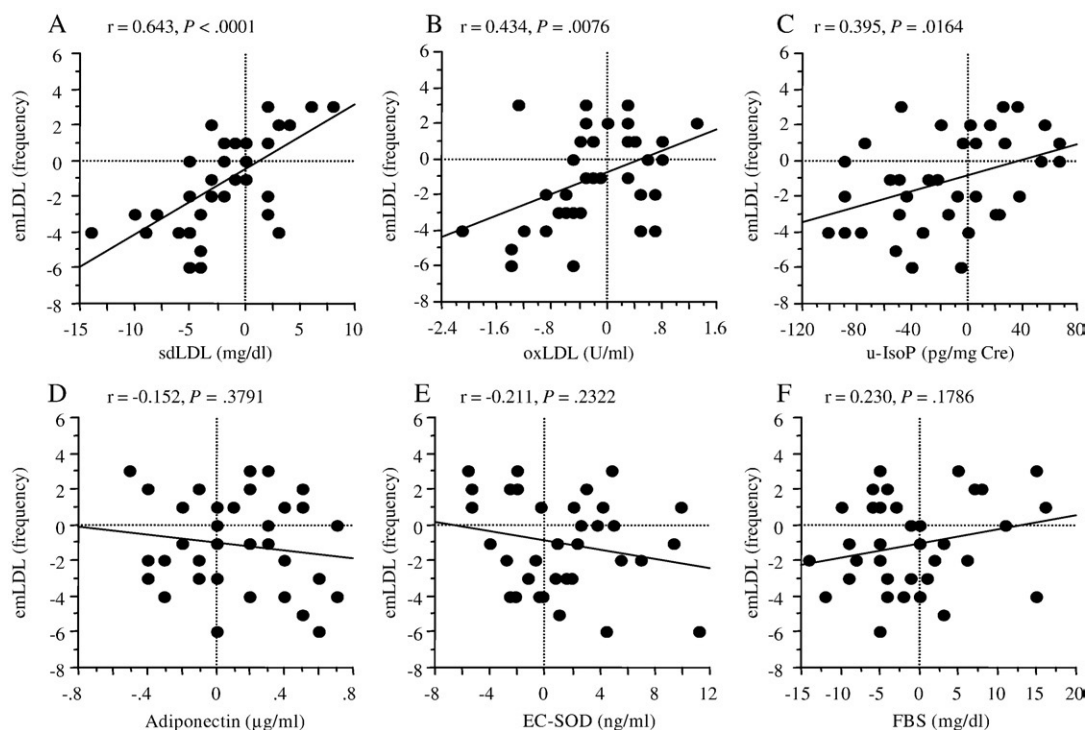 A
r = 0.643, P < .0001
emLDL (frequency)
6
4
2
0
-2
-4
-6
-8
-15 -10 -5 0 5 10
sdLDL (mg/dl)
B
r = 0.434, P = .0076
emLDL (frequency)
6
4
2
0
-2
-4
-6
-8
-2.4 -1.6 -.8 0 .8 1.6
oxLDL (U/ml)
C
r = 0.395, P = .0164
emLDL (frequency)
6
4
2
0
-2
-4
-6
-8
-120 -80 -40 0 40 80
u-IsoP (pg/mg Cre)
D
r = -0.152, P = .3791
emLDL (frequency)
6
4
2
0
-2
-4
-6
-8
-.8 -.4 0 .4 .8
Adiponectin (µg/ml)
E
r = -0.211, P = .2322
emLDL (frequency)
6
4
2
0
-2
-4
-6
-8
-8 -4 0 4 8 12
EC-SOD (ng/ml)
F
r = 0.230, P = .1786
emLDL (frequency)
6
4
2
0
-2
-4
-6
-8
-15 -10 -5 0 5 10 15 20
FBS (mg/dl)